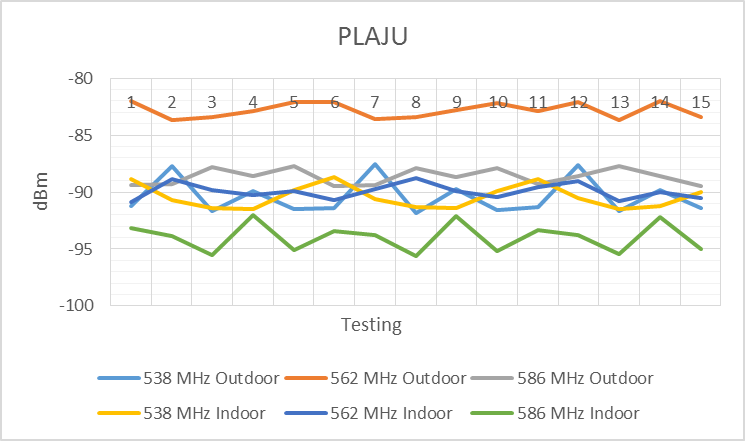 PLAJU
-80
1 2 3 4 5 6 7 8 9 10 11 12 13 14 15
-85
-90
-95
-100
dBm
Testing
538 MHz Outdoor 562 MHz Outdoor 586 MHz Outdoor
538 MHz Indoor 562 MHz Indoor 586 MHz Indoor